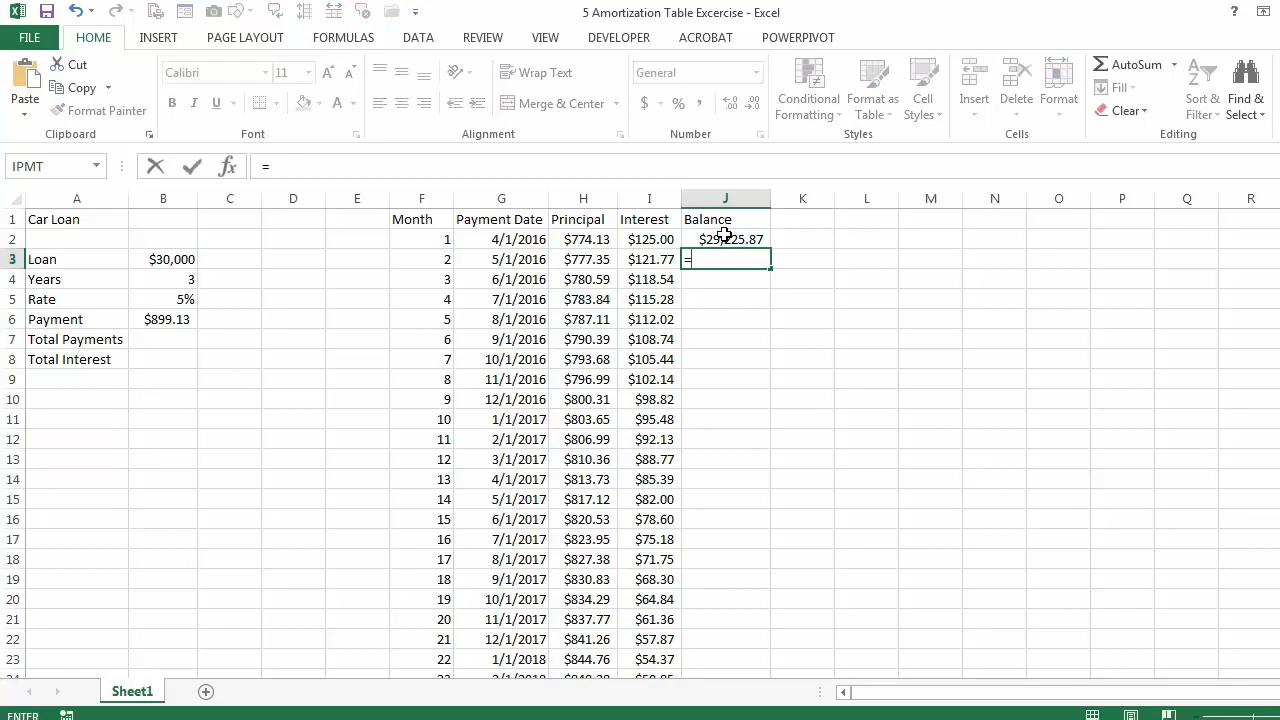 5 Amortization Table Excercise - Excel
FILE HOME INSERT PAGE LAYOUT FORMULAS DATA REVIEW VIEW DEVELOPER ACROBAT POWERPIVOT
Paste Cut Copy Format Painter Clipboard
Calibri 11 B I U A Font
Wrap Text Merge & Center Alignment
General $ % , Number
Conditional Formatting Format as Table Cell Styles Styles
Insert Delete Format Cells
AutoSum Fill Clear Sort & Filter Find & Select Editing
IPMT fx =
A B C D E F G H I J K L M N O P Q R
1 Car Loan Month Payment Date Principal Interest Balance
2 1 4/1/2016 $774.13 $125.00 $29,225.87
3 Loan $30,000 2 5/1/2016 $777.35 $121.77 =
4 Years 3 3 6/1/2016 $780.59 $118.54
5 Rate 5% 4 7/1/2016 $783.84 $115.28
6 Payment $899.13 5 8/1/2016 $787.11 $112.02
7 Total Payments 6 9/1/2016 $790.39 $108.74
8 Total Interest 7 10/1/2016 $793.68 $105.44
9 8 11/1/2016 $796.99 $102.14
10 9 12/1/2016 $800.31 $98.82
11 10 1/1/2017 $803.65 $95.48
12 11 2/1/2017 $806.99 $92.13
13 12 3/1/2017 $810.36 $88.77
14 13 4/1/2017 $813.73 $85.39
15 14 5/1/2017 $817.12 $82.00
16 15 6/1/2017 $820.53 $78.60
17 16 7/1/2017 $823.95 $75.18
18 17 8/1/2017 $827.38 $71.75
19 18 9/1/2017 $830.83 $68.30
20 19 10/1/2017 $834.29 $64.84
21 20 11/1/2017 $837.77 $61.36
22 21 12/1/2017 $841.26 $57.87
23 22 1/1/2018 $844.76 $54.37
Sheet1
ENTER